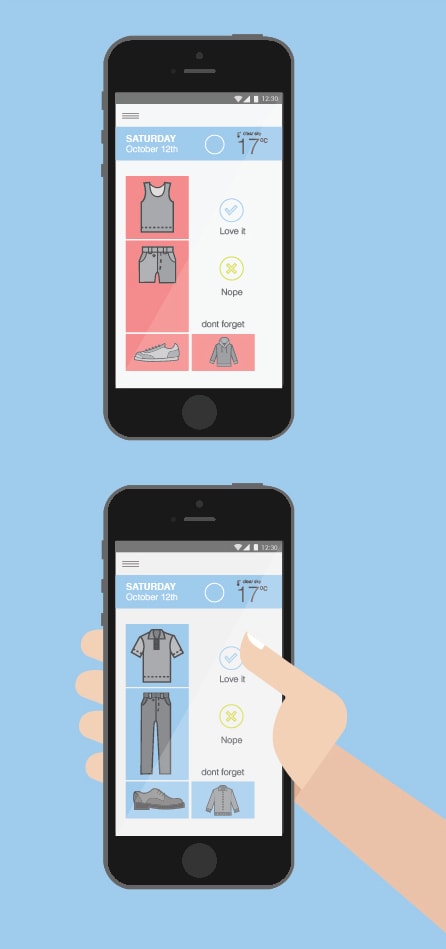 12:30
SATURDAY
October 12th
clear sky
17°C
Love it
Nope
dont forget
12:30
SATURDAY
October 12th
clear sky
17°C
Love it
Nope
dont forget